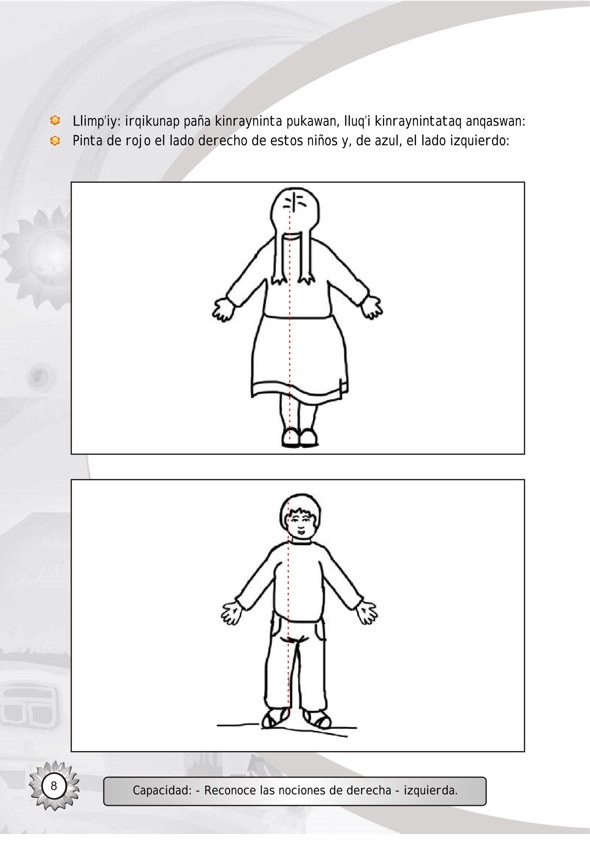 Llimp'iy: irqikunap paña kinrayninta pukawan, lluq'i kinraynintataq anqaswan:
Pinta de rojo el lado derecho de estos niños y, de azul, el lado izquierdo:
8
Capacidad: - Reconoce las nociones de derecha - izquierda.